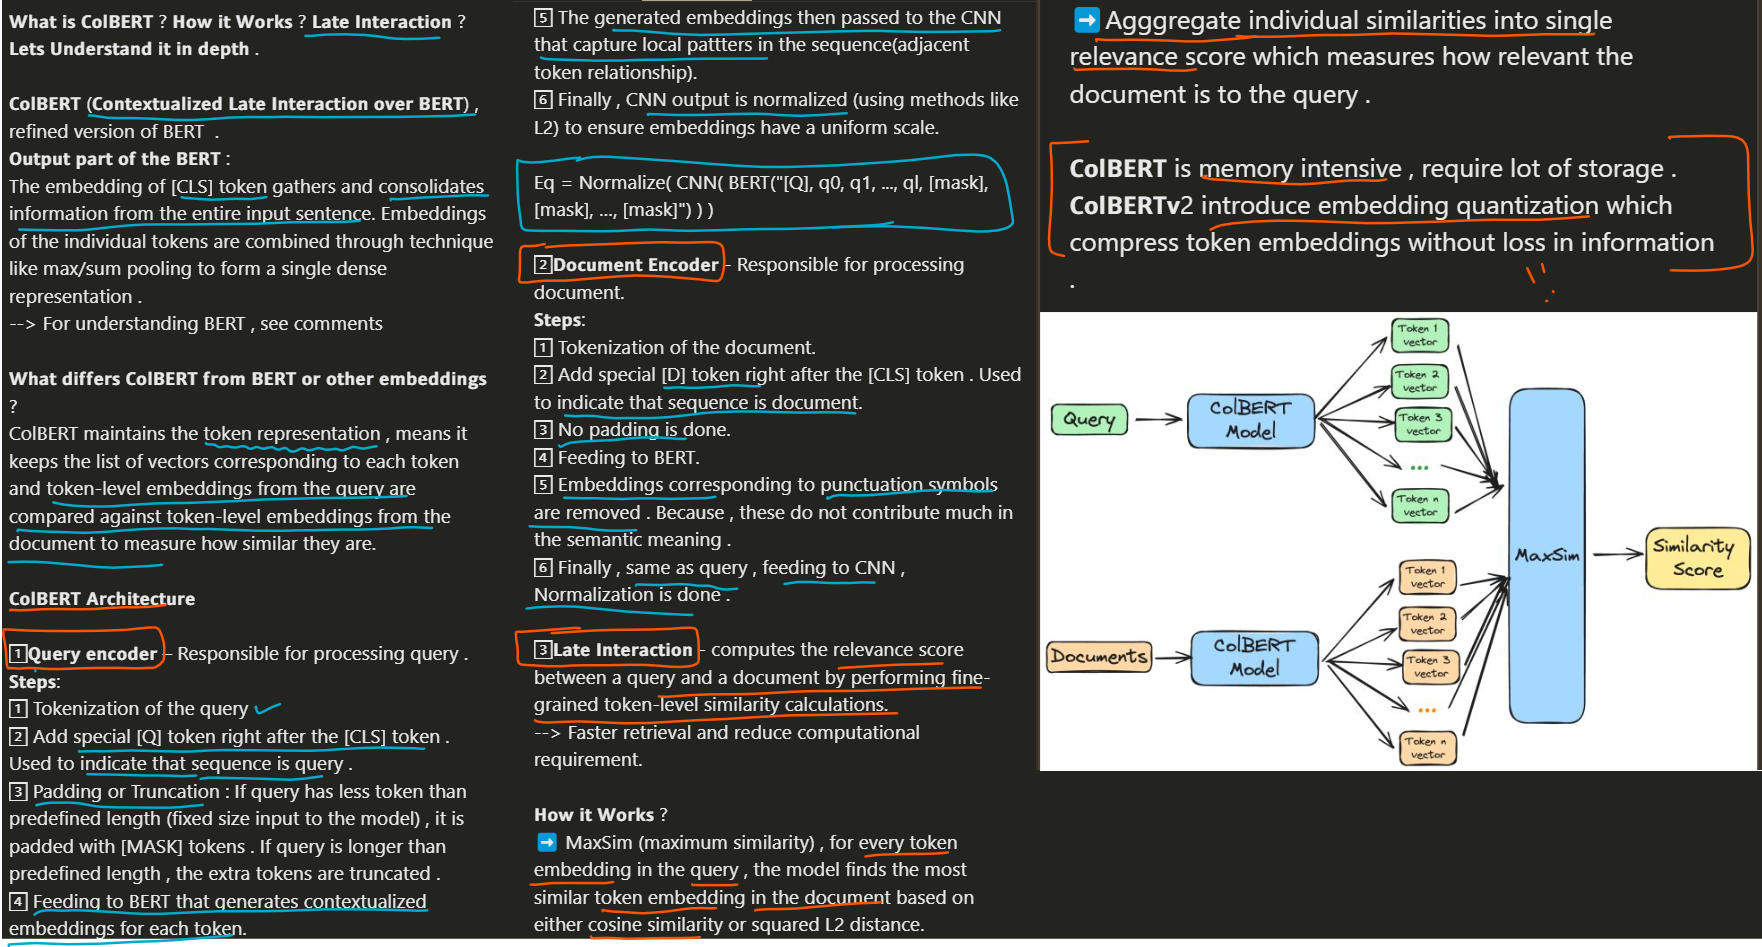 What is ColBERT ? How it Works ? Late Interaction ?
Lets Understand it in depth .
ColBERT (Contextualized Late Interaction over BERT) ,
refined version of BERT .
Output part of the BERT :
The embedding of [CLS] token gathers and consolidates
information from the entire input sentence. Embeddings
of the individual tokens are combined through technique
like max/sum pooling to form a single dense
representation .
--> For understanding BERT , see comments
What differs ColBERT from BERT or other embeddings
?
ColBERT maintains the token representation , means it
keeps the list of vectors corresponding to each token
and token-level embeddings from the query are
compared against token-level embeddings from the
document to measure how similar they are.
ColBERT Architecture
1 Query encoder - Responsible for processing query .
Steps:
1 Tokenization of the query
2 Add special [Q] token right after the [CLS] token .
Used to indicate that sequence is query .
3 Padding or Truncation : If query has less token than
predefined length (fixed size input to the model) , it is
padded with [MASK] tokens . If query is longer than
predefined length , the extra tokens are truncated .
4 Feeding to BERT that generates contextualized
embeddings for each token.
5 The generated embeddings then passed to the CNN
that capture local pattters in the sequence(adjacent
token relationship).
6 Finally , CNN output is normalized (using methods like
L2) to ensure embeddings have a uniform scale.
Eq = Normalize( CNN( BERT("[Q], q0, q1, ..., ql, [mask],
[mask], ..., [mask]") ) )
2 Document Encoder - Responsible for processing
document.
Steps:
1 Tokenization of the document.
2 Add special [D] token right after the [CLS] token . Used
to indicate that sequence is document.
3 No padding is done.
4 Feeding to BERT.
5 Embeddings corresponding to punctuation symbols
are removed . Because , these do not contribute much in
the semantic meaning .
6 Finally , same as query , feeding to CNN ,
Normalization is done .
3 Late Interaction - computes the relevance score
between a query and a document by performing fine-
grained token-level similarity calculations.
--> Faster retrieval and reduce computational
requirement.
How it Works ?
➡ MaxSim (maximum similarity) , for every token
embedding in the query , the model finds the most
similar token embedding in the document based on
either cosine similarity or squared L2 distance.
➡ Agggregate individual similarities into single
relevance score which measures how relevant the
document is to the query .
ColBERT is memory intensive , require lot of storage .
ColBERTv2 introduce embedding quantization which
compress token embeddings without loss in information
.
Query
ColBERT
Model
Token 1
vector
Token 2
vector
Token 3
vector
...
Token n
vector
MaxSim
Similarity
Score
Documents
ColBERT
Model
Token 1
vector
Token 2
vector
Token 3
vector
...
Token n
vector